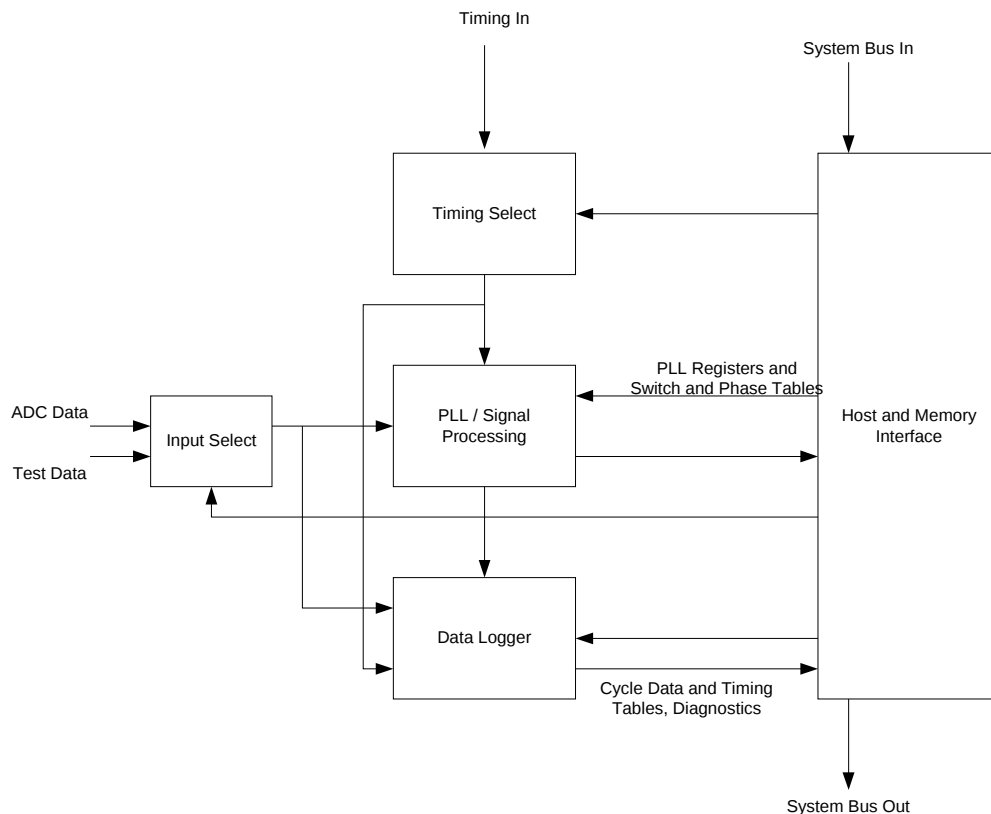 Timing In
System Bus In
Timing Select
PLL Registers and
Switch and Phase Tables
ADC Data
Input Select
PLL / Signal
Processing
Host and Memory
Interface
Test Data
Data Logger
Cycle Data and Timing
Tables, Diagnostics
System Bus Out